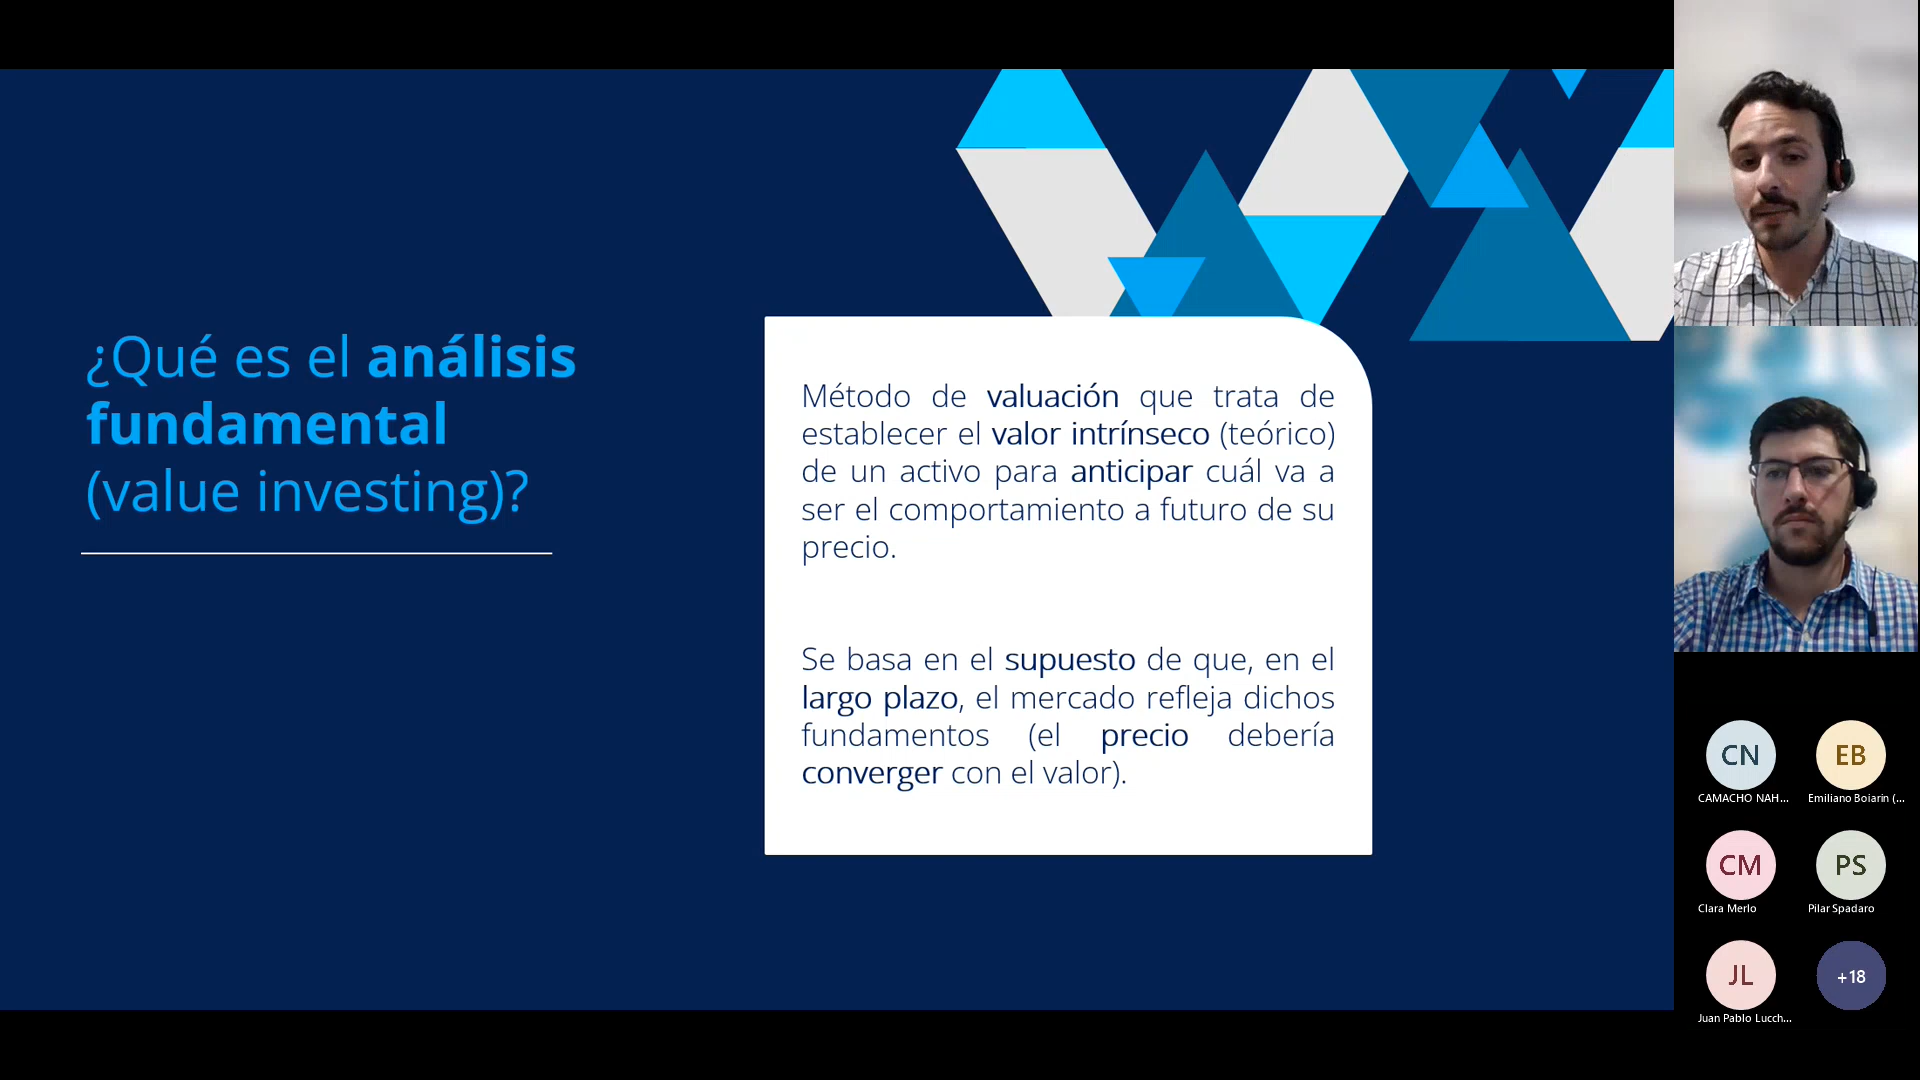 ¿Qué es el análisis
fundamental
(value investing)?
Método de valuación que trata de
establecer el valor intrínseco (teórico)
de un activo para anticipar cuál va a
ser el comportamiento a futuro de su
precio.
Se basa en el supuesto de que, en el
largo plazo, el mercado refleja dichos
fundamentos (el precio debería
converger con el valor).
CN
EB
CAMACHO NAH...
Emiliano Boiarin (...
CM
PS
Clara Merlo
Pilar Spadaro
JL
+18
Juan Pablo Lucch...